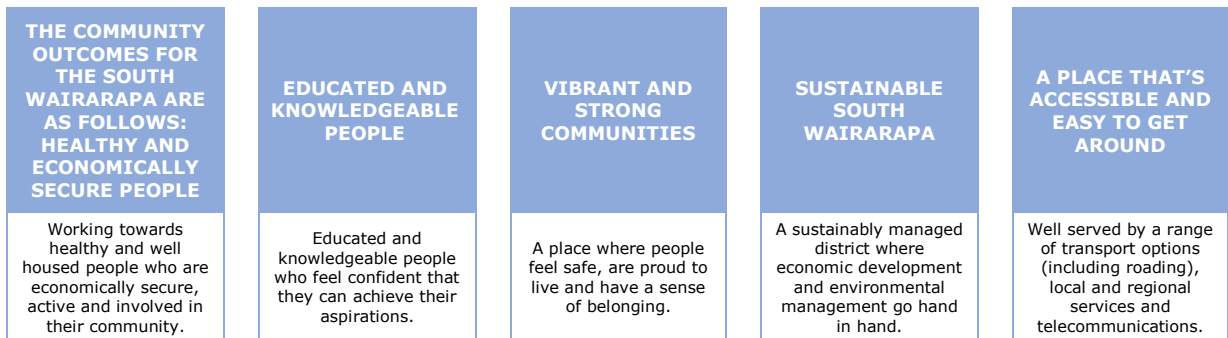 THE COMMUNITY
OUTCOMES FOR
THE SOUTH
WAIRARAPA ARE
AS FOLLOWS:
HEALTHY AND
ECONOMICALLY
SECURE PEOPLE
Working towards
healthy and well
housed people who are
economically secure,
active and involved in
their community.
EDUCATED AND
KNOWLEDGEABLE
PEOPLE
Educated and
knowledgeable people
who feel confident that
they can achieve their
aspirations.
VIBRANT AND
STRONG
COMMUNITIES
A place where people
feel safe, are proud to
live and have a sense
of belonging.
SUSTAINABLE
SOUTH
WAIRARAPA
A sustainably managed
district where
economic development
and environmental
management go hand
in hand.
A PLACE THAT’S
ACCESSIBLE AND
EASY TO GET
AROUND
Well served by a range
of transport options
(including roading),
local and regional
services and
telecommunications.